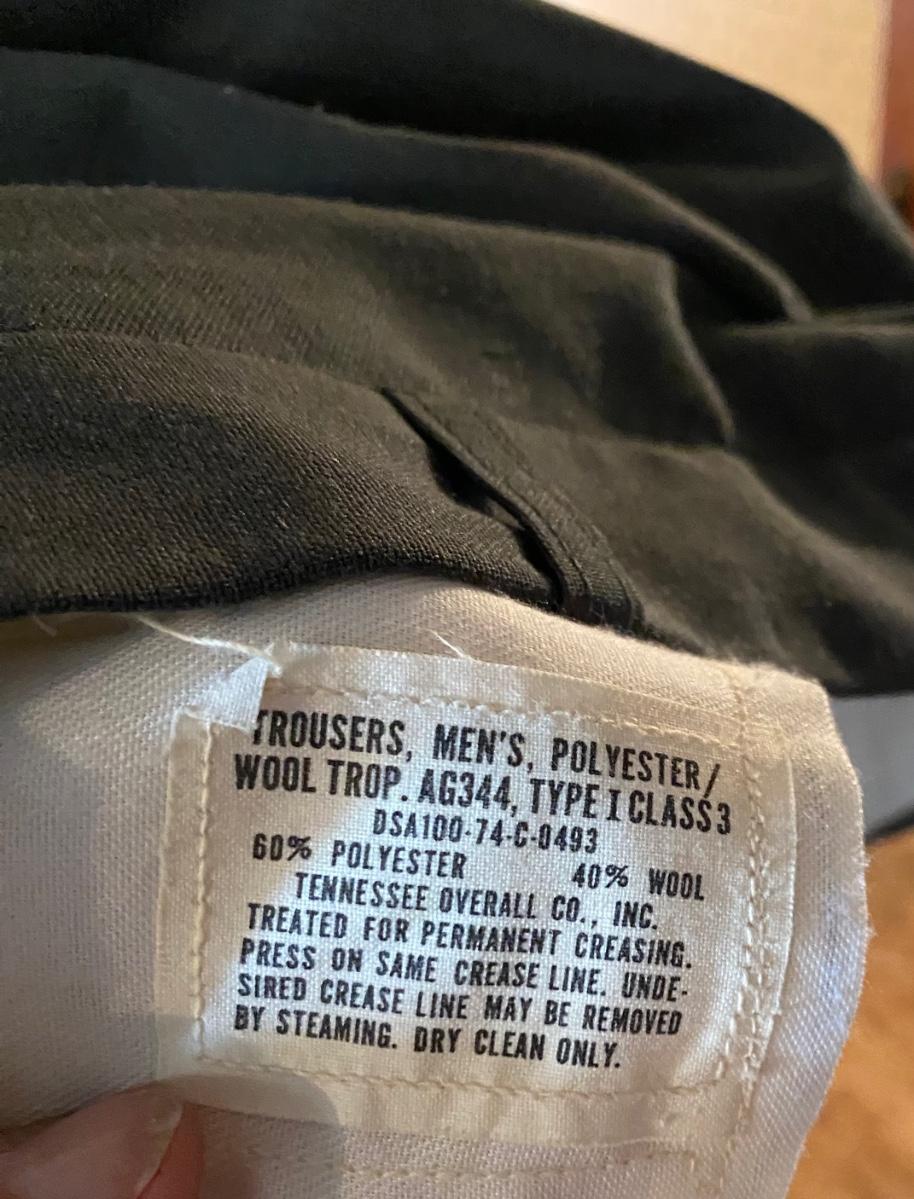 TROUSERS, MEN'S, POLYESTER/
WOOL TROP. AG344, TYPE I CLASS 3
DSA100-74-C-0493
60% POLYESTER 40% WOOL
TENNESSEE OVERALL CO., INC.
TREATED FOR PERMANENT CREASING.
PRESS ON SAME CREASE LINE. UNDE-
SIRED CREASE LINE MAY BE REMOVED
BY STEAMING. DRY CLEAN ONLY.